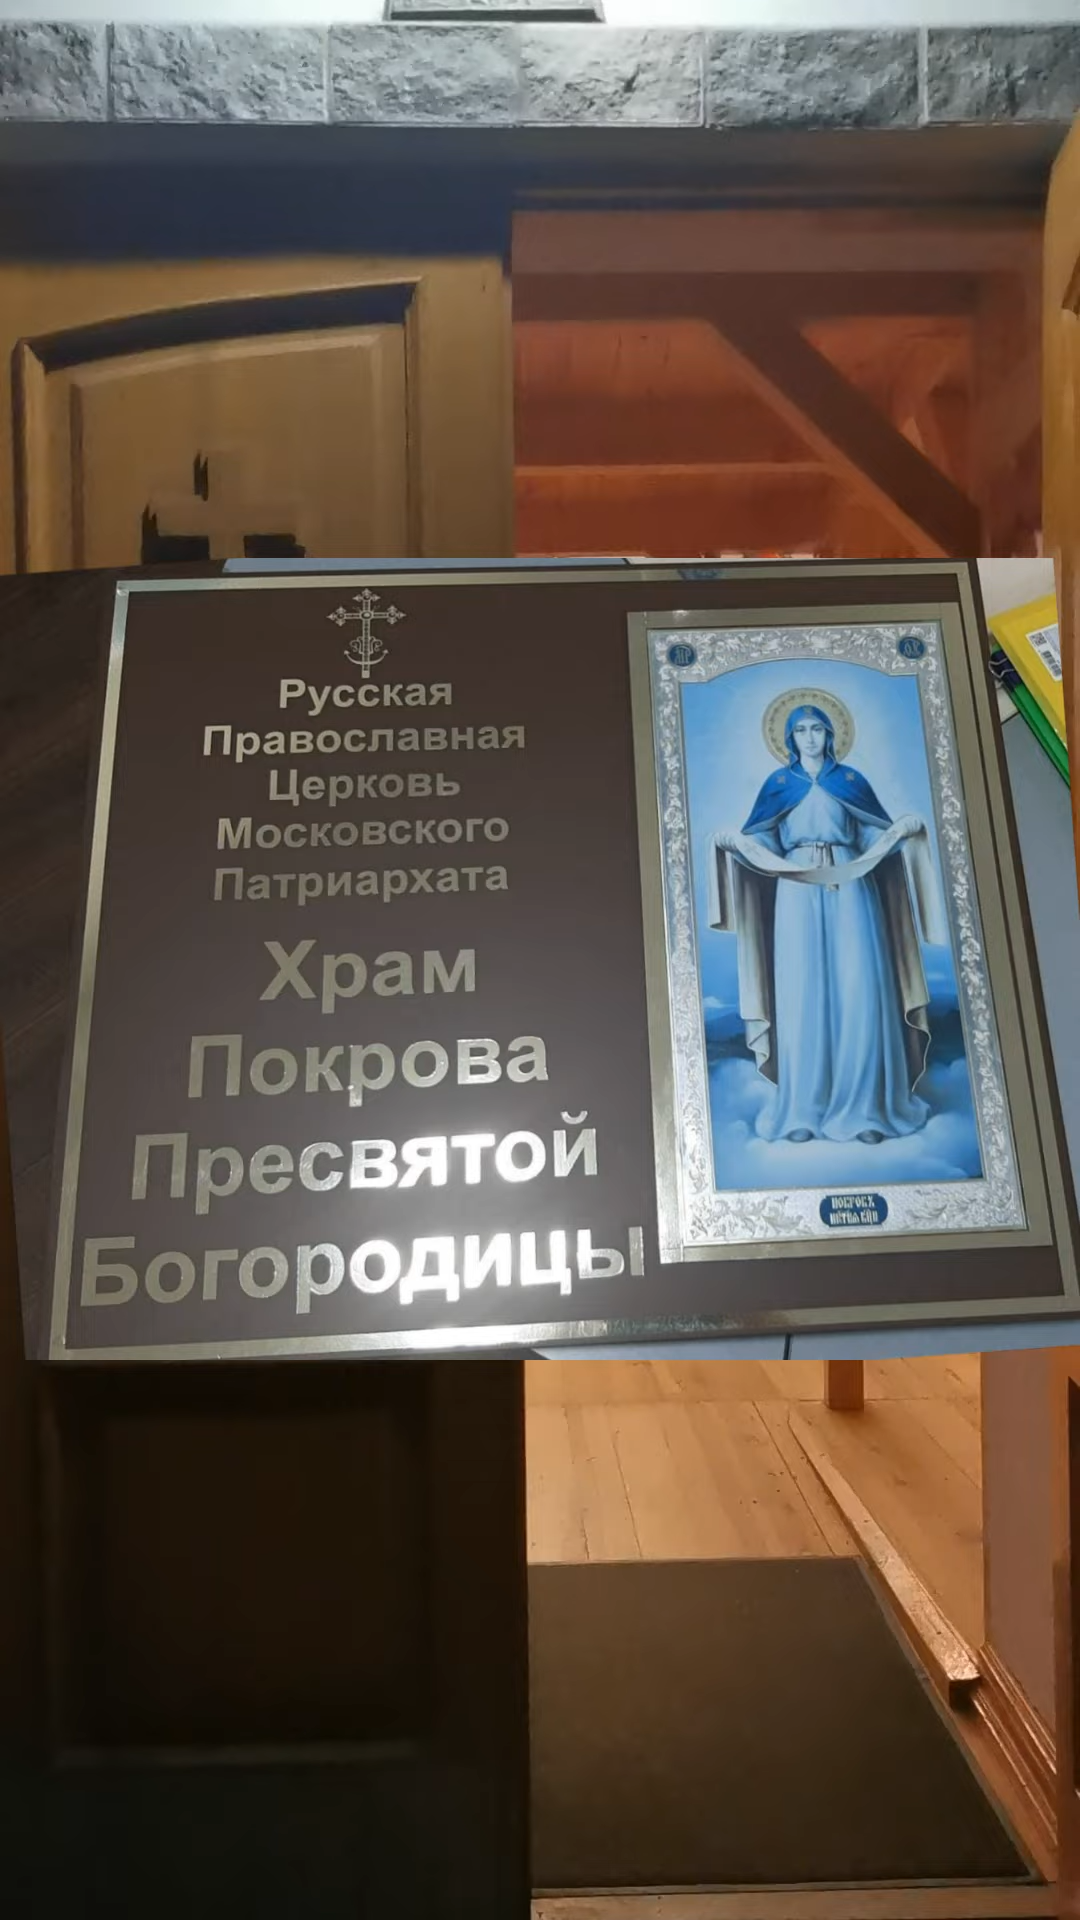 Русская
Православная
Церковь
Московского
Патриархата
Храм
Покрова
Пресвятой
Богородицы